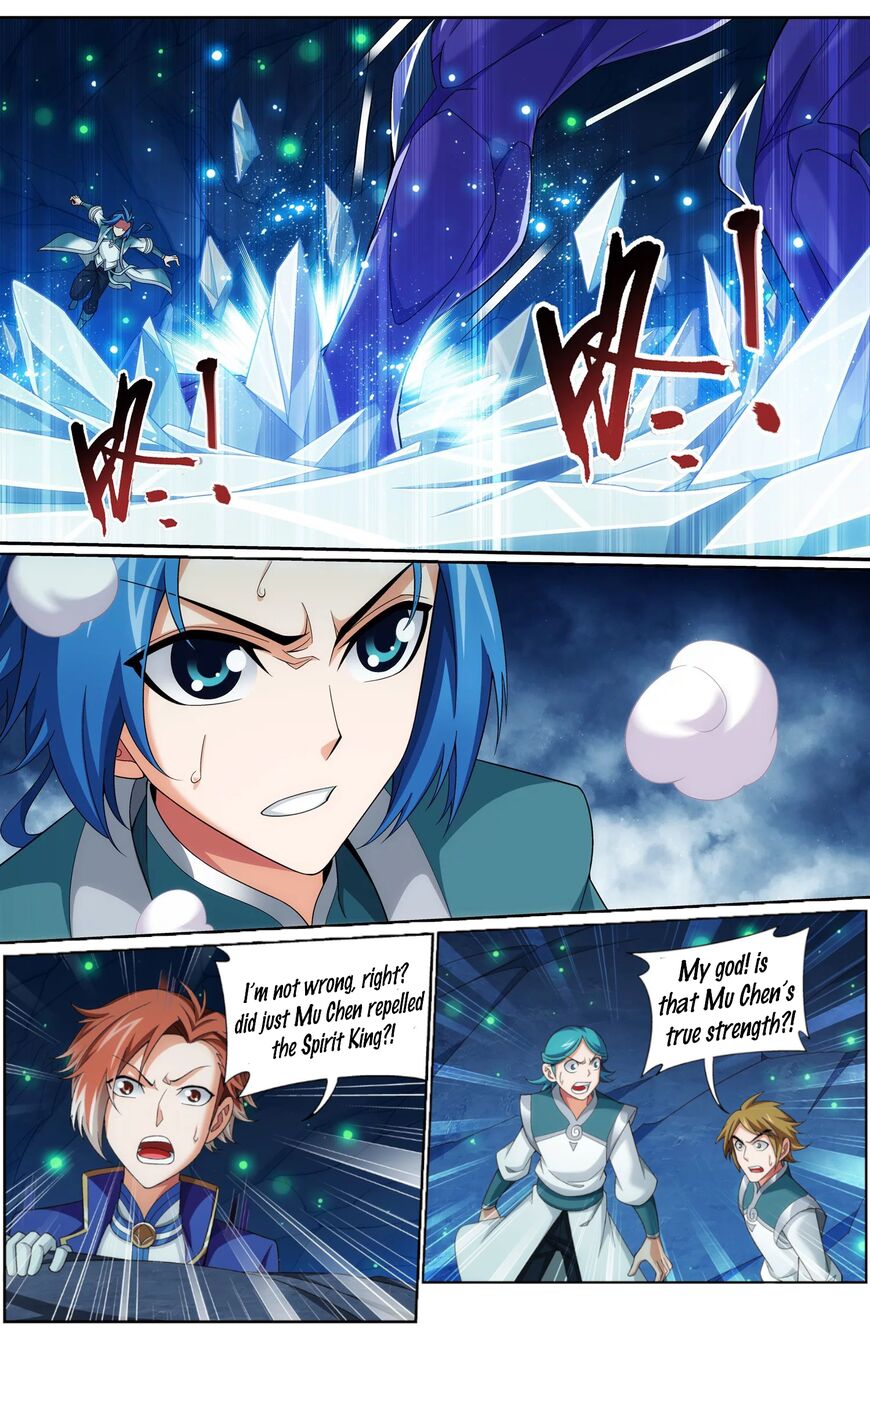 I'm not wrong, right?
did just Mu Chen repelled
the Spirit King?!
My god! is
that Mu Chen's
true strength?!